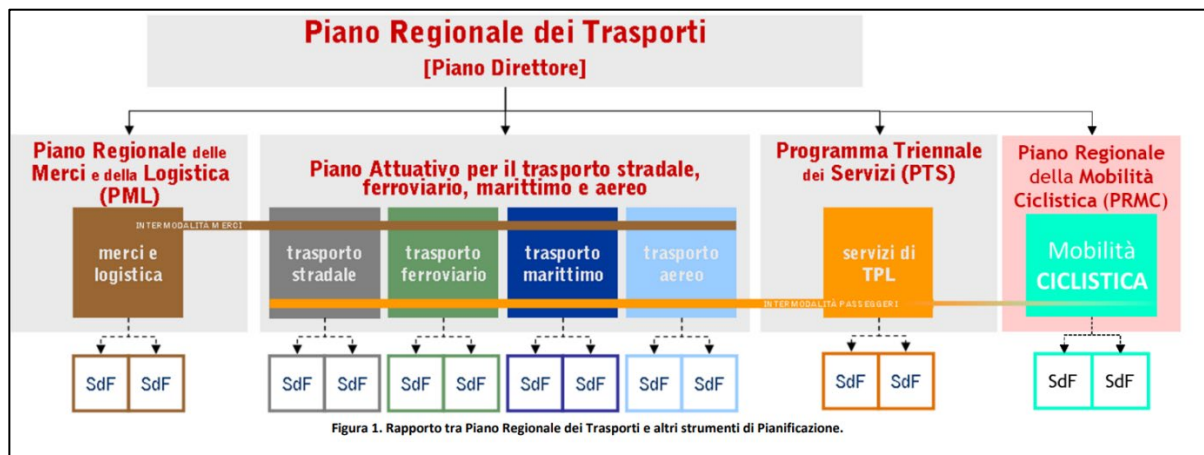 Piano Regionale dei Trasporti
[Piano Direttore]
Piano Regionale delle
Merci e della Logistica
(PML)
Piano Attuativo per il trasporto stradale,
ferroviario, marittimo e aereo
Programma Triennale
dei Servizi (PTS)
Piano Regionale
della Mobilità
Ciclistica (PRMC)
INTERMODALITÀ MERCI
merci e
logistica
trasporto
stradale
trasporto
ferroviario
trasporto
marittimo
trasporto
aereo
servizi di
TPL
Mobilità
CICLISTICA
INTERMODALITÀ PASSEGGERI
SdF SdF
SdF SdF
SdF SdF
SdF SdF
SdF SdF
SdF SdF
SdF SdF
Figura 1. Rapporto tra Piano Regionale dei Trasporti e altri strumenti di Pianificazione.